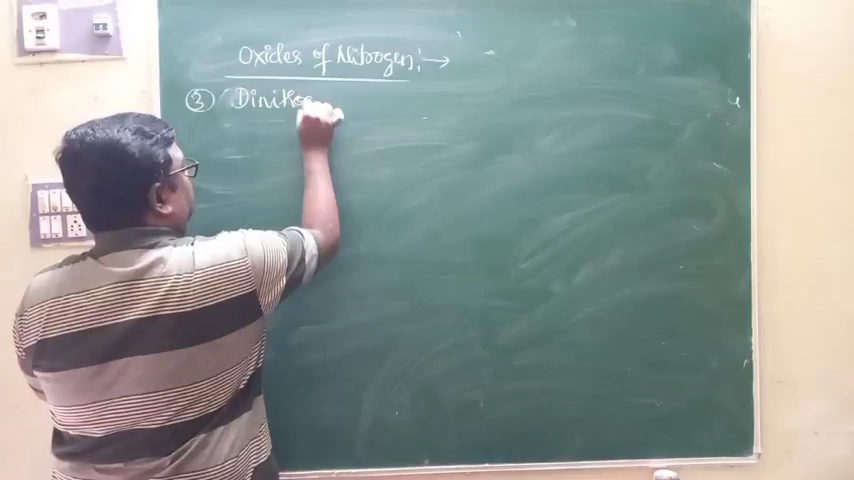 Oxides of Nitrogen :→
③ Dinitro